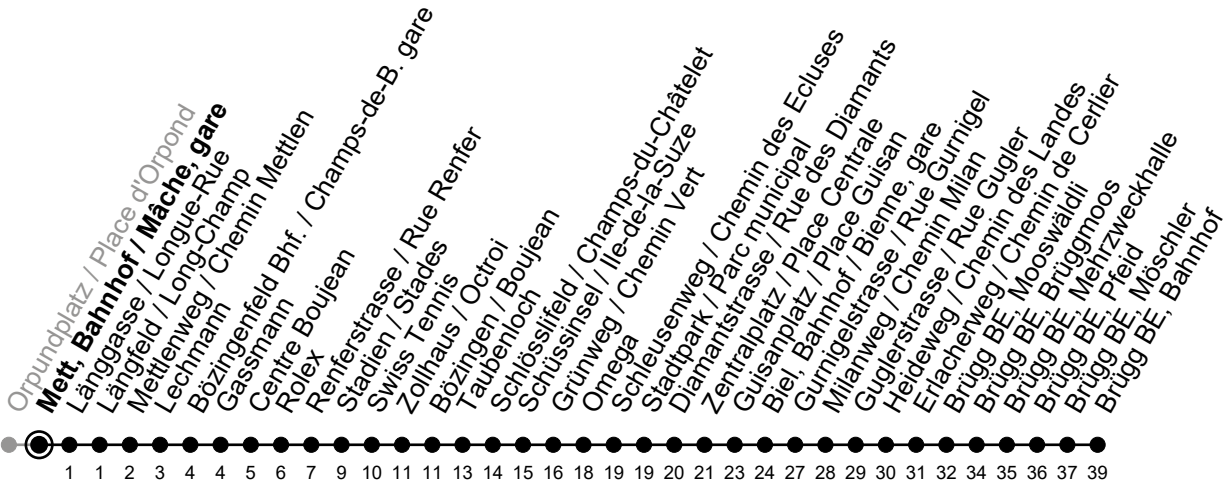 Orpundplatz / Place d'Orpond
Mett, Bahnhof / Mâche, gare
Länggasse / Longue-Rue
Längfeld / Long-Champ
Mettlenweg / Chemin Mettlen
Lechmann
Bözingenfeld Bhf. / Champs-de-B. gare
Gassmann
Centre Boujean
Rolex
Renferstrasse / Rue Renfer
Stadien / Stades
Swiss Tennis
Zollhaus / Octroi
Bözingen / Boujean
Taubenloch
Schlösslifeld / Champs-du-Châtelet
Schüssinsel / Ile-de-la-Suze
Grünweg / Chemin Vert
Omega
Schleusenweg / Chemin des Ecluses
Stadtpark / Parc municipal
Diamantstrasse / Rue des Diamants
Zentralplatz / Place Centrale
Guisanplatz / Place Guisan
Biel, Bahnhof / Bienne, gare
Gurnigelstrasse / Rue Gurnigel
Milanweg / Chemin Milan
Guglerstrasse / Rue Gugler
Heideweg / Chemin des Landes
Erlacherweg / Chemin de Cerlier
Brügg BE, Mooswäldli
Brügg BE, Brüggmoos
Brügg BE, Mehrzweckhalle
Brügg BE, Pfeid
Brügg BE, Möschler
Brügg BE, Bahnhof
1 1 2 3 4 4 5 6 7 9 10 11 11 13 14 15 16 18 19 19 20 21 23 24 27 28 29 30 31 32 34 35 36 37 39